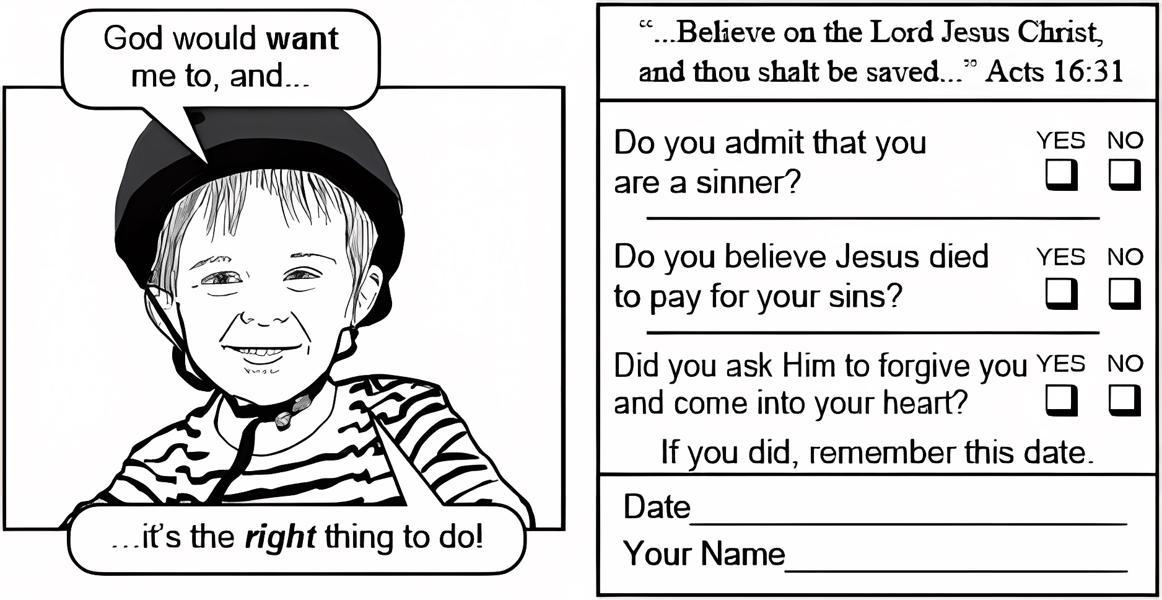 God would want
me to, and...
...it's the right thing to do!
“...Believe on the Lord Jesus Christ,
and thou shalt be saved...” Acts 16:31
Do you admit that you
are a sinner?
YES NO
Do you believe Jesus died
to pay for your sins?
YES NO
Did you ask Him to forgive you
and come into your heart?
YES NO
If you did, remember this date.
Date
Your Name